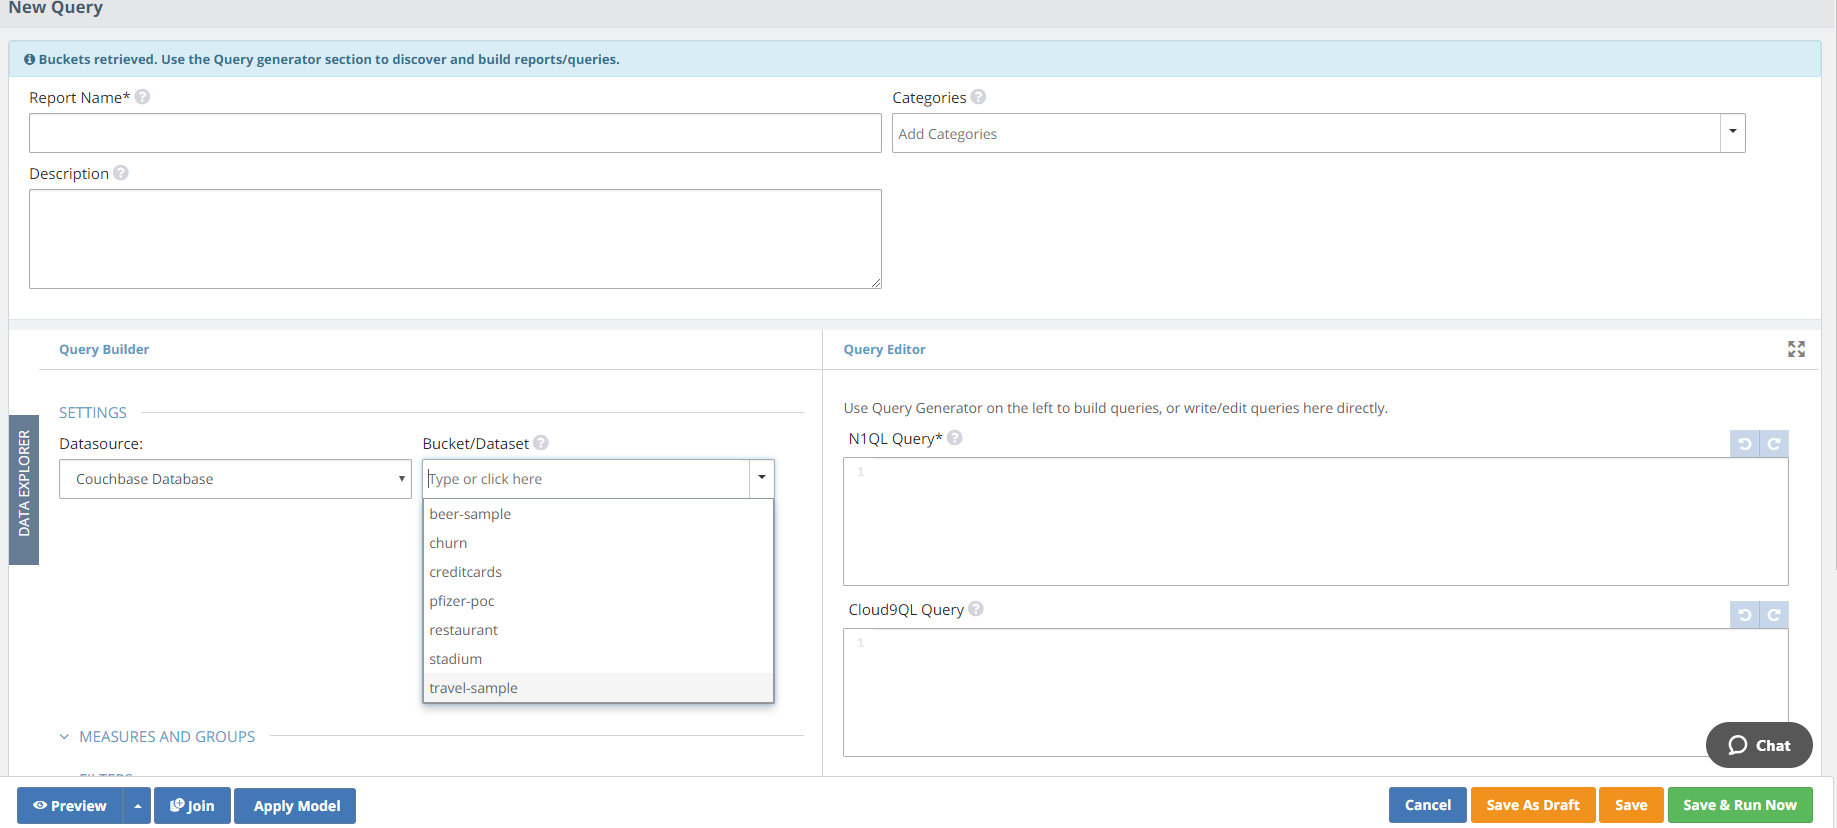 New Query
Buckets retrieved. Use the Query generator section to discover and build reports/queries.
Report Name*
Categories
Add Categories
Description
Query Builder
Query Editor
SETTINGS
Use Query Generator on the left to build queries, or write/edit queries here directly.
DATA EXPLORER
Datasource:
Bucket/Dataset
N1QL Query*
Couchbase Database
Type or click here
1
beer-sample
churn
creditcards
pfizer-poc
restaurant
stadium
travel-sample
Cloud9QL Query
1
MEASURES AND GROUPS
FILTERS
Chat
Preview
Join
Apply Model
Cancel
Save As Draft
Save
Save & Run Now